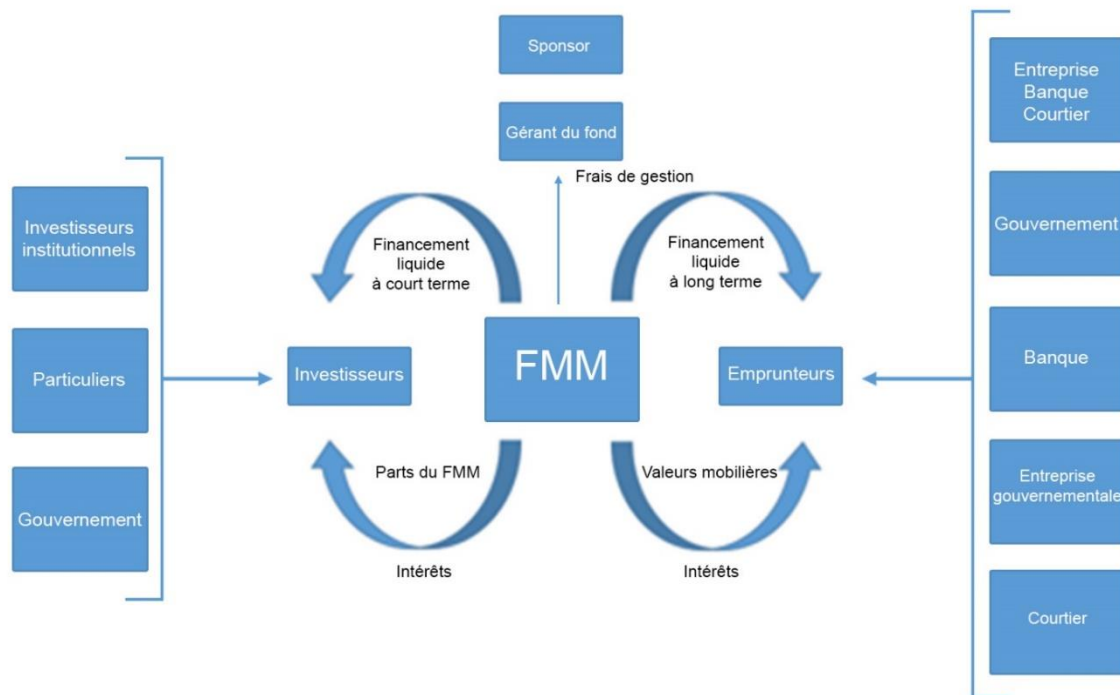 Sponsor
Gérant du fond
Frais de gestion
Investisseurs
institutionnels
Particuliers
Gouvernement
Financement
liquide
à court terme
Financement
liquide
à long terme
Investisseurs
FMM
Emprunteurs
Parts du FMM
Valeurs mobilières
Intérêts
Intérêts
Entreprise
Banque
Courtier
Gouvernement
Banque
Entreprise
gouvernementale
Courtier